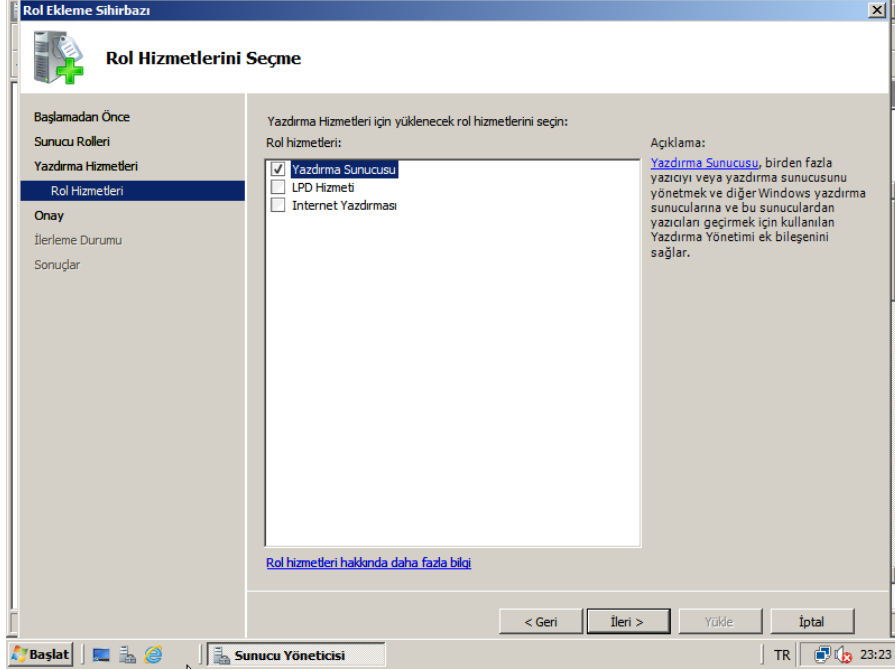 Rol Ekleme Sihirbazı
Rol Hizmetlerini Seçme
Başlamadan Önce
Sunucu Rolleri
Yazdırma Hizmetleri
Rol Hizmetleri
Onay
İlerleme Durumu
Sonuçlar
Yazdırma Hizmetleri için yüklenecek rol hizmetlerini seçin:
Rol hizmetleri:
Yazdırma Sunucusu
LPD Hizmeti
Internet Yazdırması
Rol hizmetleri hakkında daha fazla bilgi
Açıklama:
Yazdırma Sunucusu, birden fazla
yazıcıyı veya yazdırma sunucusunu
yönetmek ve diğer Windows yazdırma
sunucularına ve bu sunuculardan
yazıcıları geçirmek için kullanılan
Yazdırma Yönetimi ek bileşenini
sağlar.
< Geri
İleri >
Yükle
İptal
Başlat
Sunucu Yöneticisi
TR
23:23